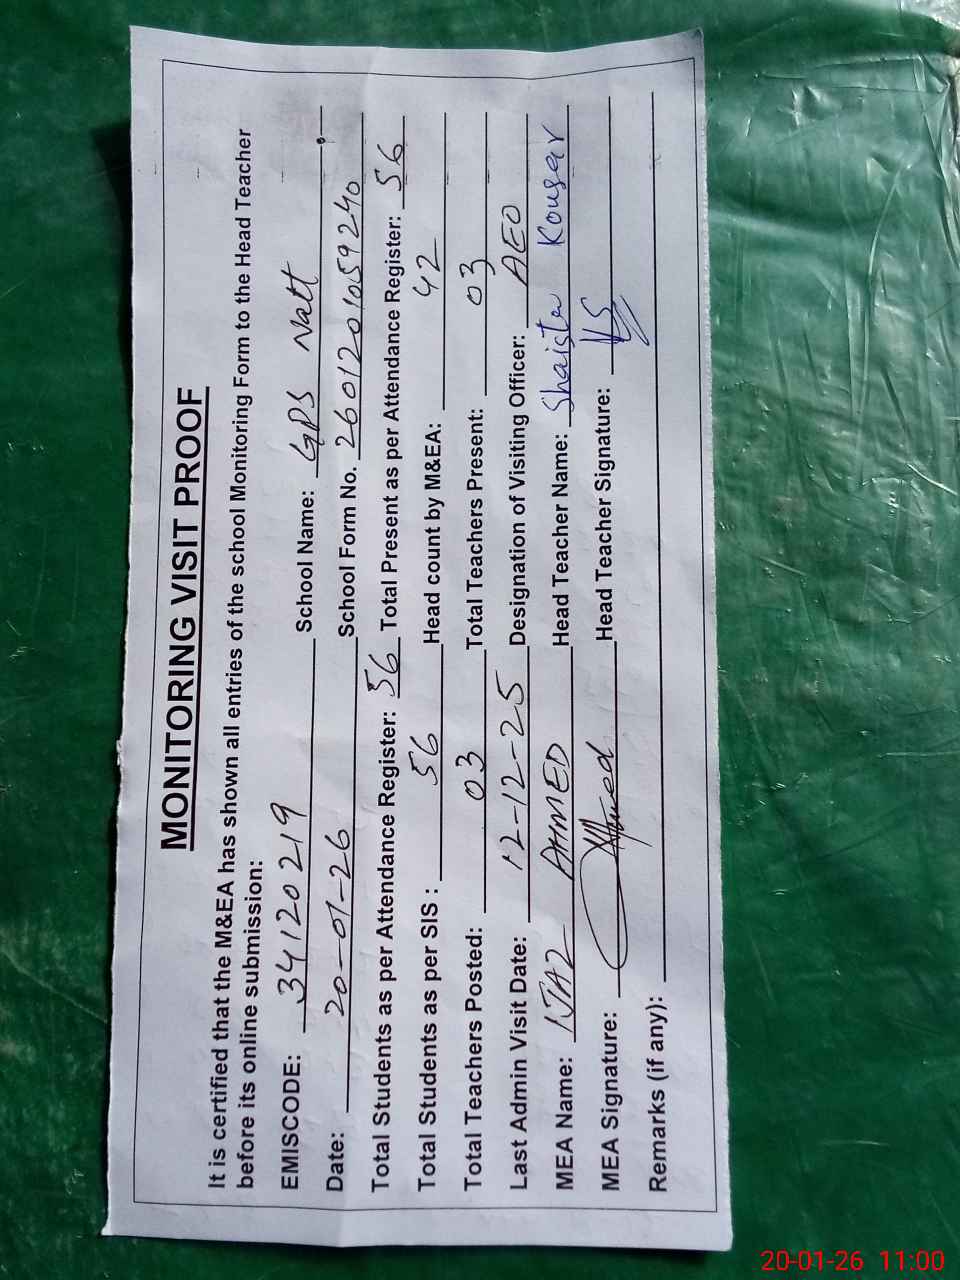 MONITORING VISIT PROOF
It is certified that the M&EA has shown all entries of the school Monitoring Form to the Head Teacher
before its online submission:
EMISCODE: 34120219 School Name: GPS Natt
Date: 20-01-26 School Form No. 2601201059240
Total Students as per Attendance Register: 56 Total Present as per Attendance Register: 56
Total Students as per SIS : 56 Head count by M&EA: 42
Total Teachers Posted: 03 Total Teachers Present: 03
Last Admin Visit Date: 12-12-25 Designation of Visiting Officer: AEO
MEA Name: AHMED Head Teacher Name: Shaista Kousar
MEA Signature: Head Teacher Signature:
Remarks (if any):
20-01-26 11:00